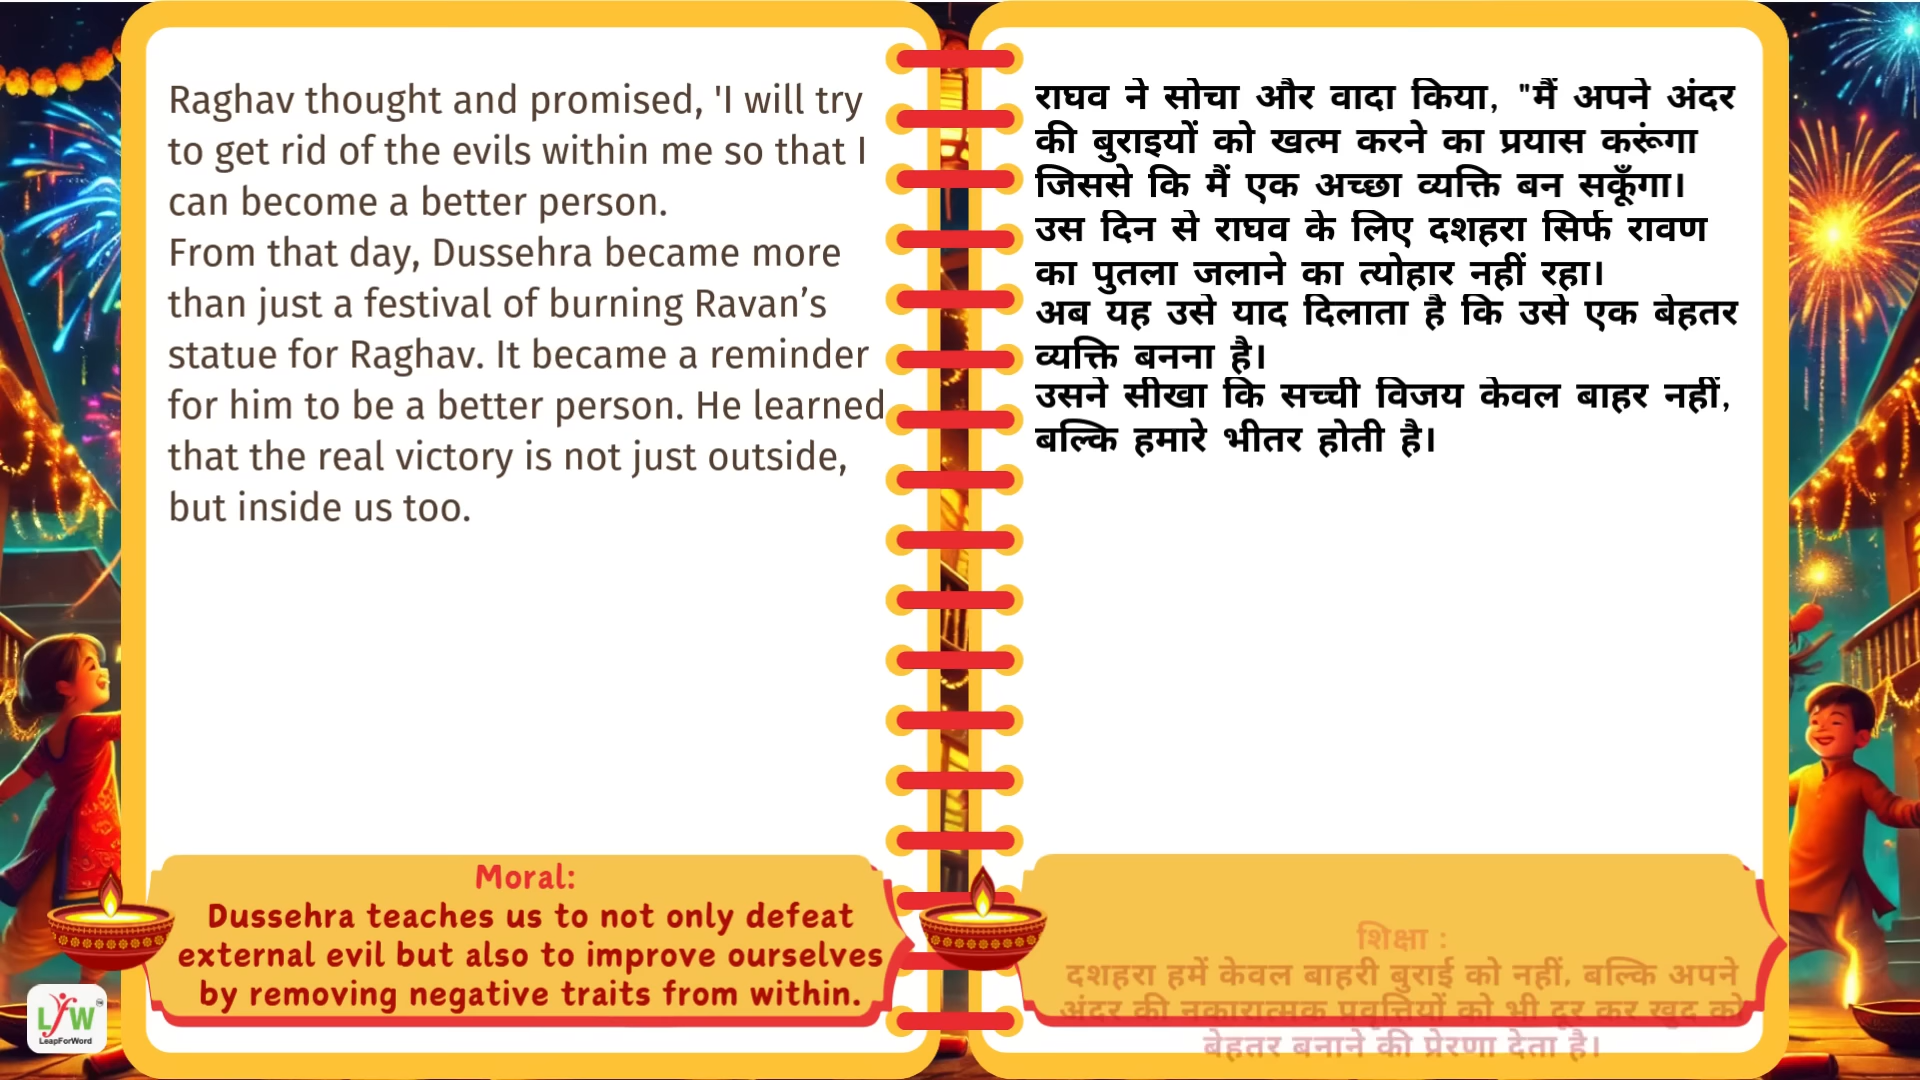 Raghav thought and promised, 'I will try
to get rid of the evils within me so that I
can become a better person.
From that day, Dussehra became more
than just a festival of burning Ravan’s
statue for Raghav. It became a reminder
for him to be a better person. He learned
that the real victory is not just outside,
but inside us too.
Moral:
Dussehra teaches us to not only defeat
external evil but also to improve ourselves
by removing negative traits from within.
राघव ने सोचा और वादा किया, "मैं अपने अंदर
की बुराइयों को खत्म करने का प्रयास करूंगा
जिससे कि मैं एक अच्छा व्यक्ति बन सकूँगा।
उस दिन से राघव के लिए दशहरा सिर्फ रावण
का पुतला जलाने का त्योहार नहीं रहा।
अब यह उसे याद दिलाता है कि उसे एक बेहतर
व्यक्ति बनना है।
उसने सीखा कि सच्ची विजय केवल बाहर नहीं,
बल्कि हमारे भीतर होती है।
शिक्षा :
दशहरा हमें केवल बाहरी बुराई को नहीं, बल्कि अपने
अंदर की नकारात्मक प्रवृत्तियों को भी दूर कर खुद को
बेहतर बनाने की प्रेरणा देता है।
LFW
LeapForWord